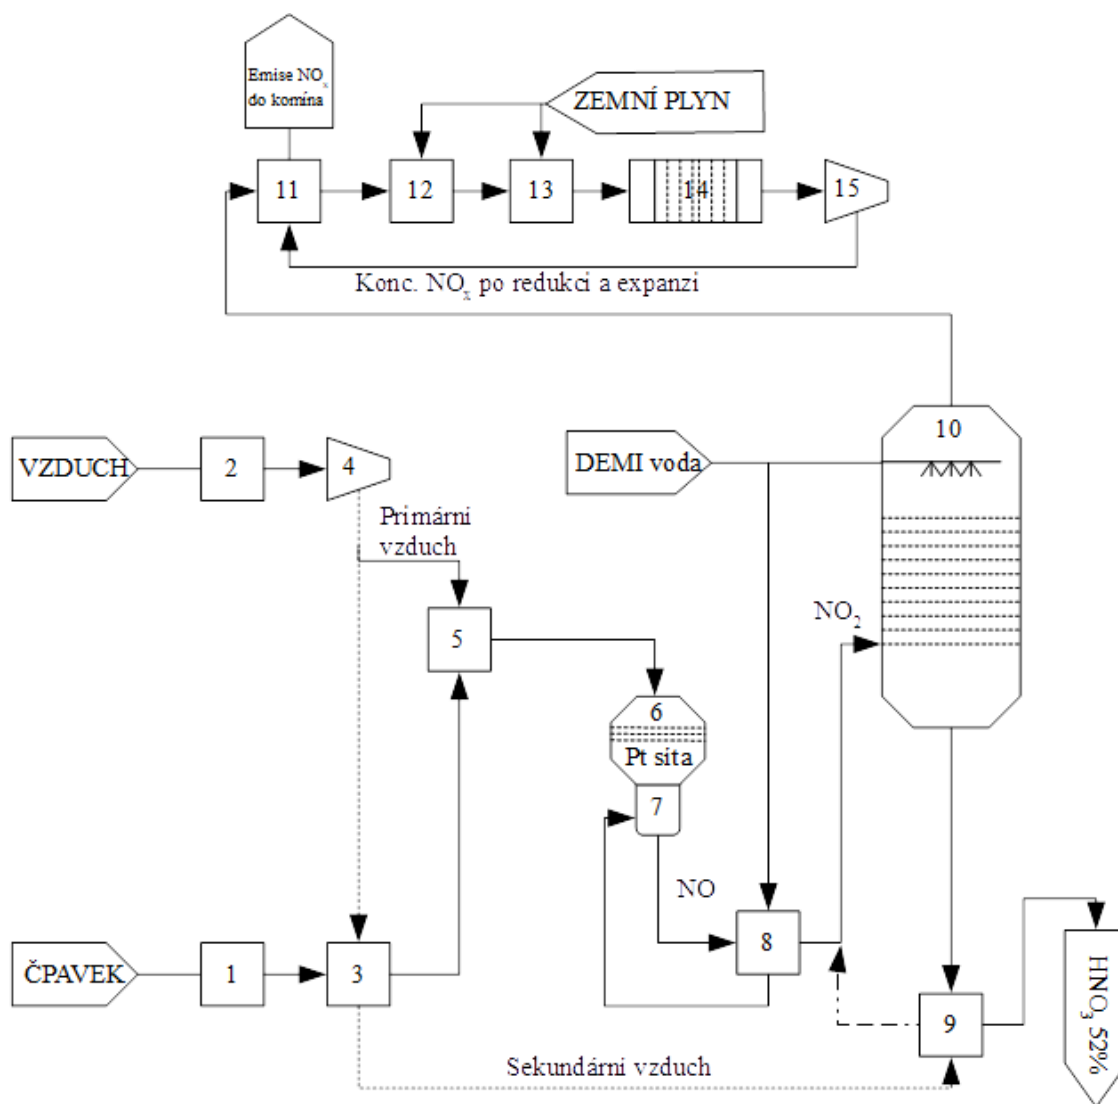 Emise NOx
do komína
ZEMNÍ PLYN
11
12
13
14
15
Konc. NOx po redukci a expanzi
VZDUCH
2
4
DEMI voda
10
Primární
vzduch
5
NO2
6
Pt síta
7
NO
8
ČPAVEK
1
3
9
HNO3 52%
Sekundární vzduch